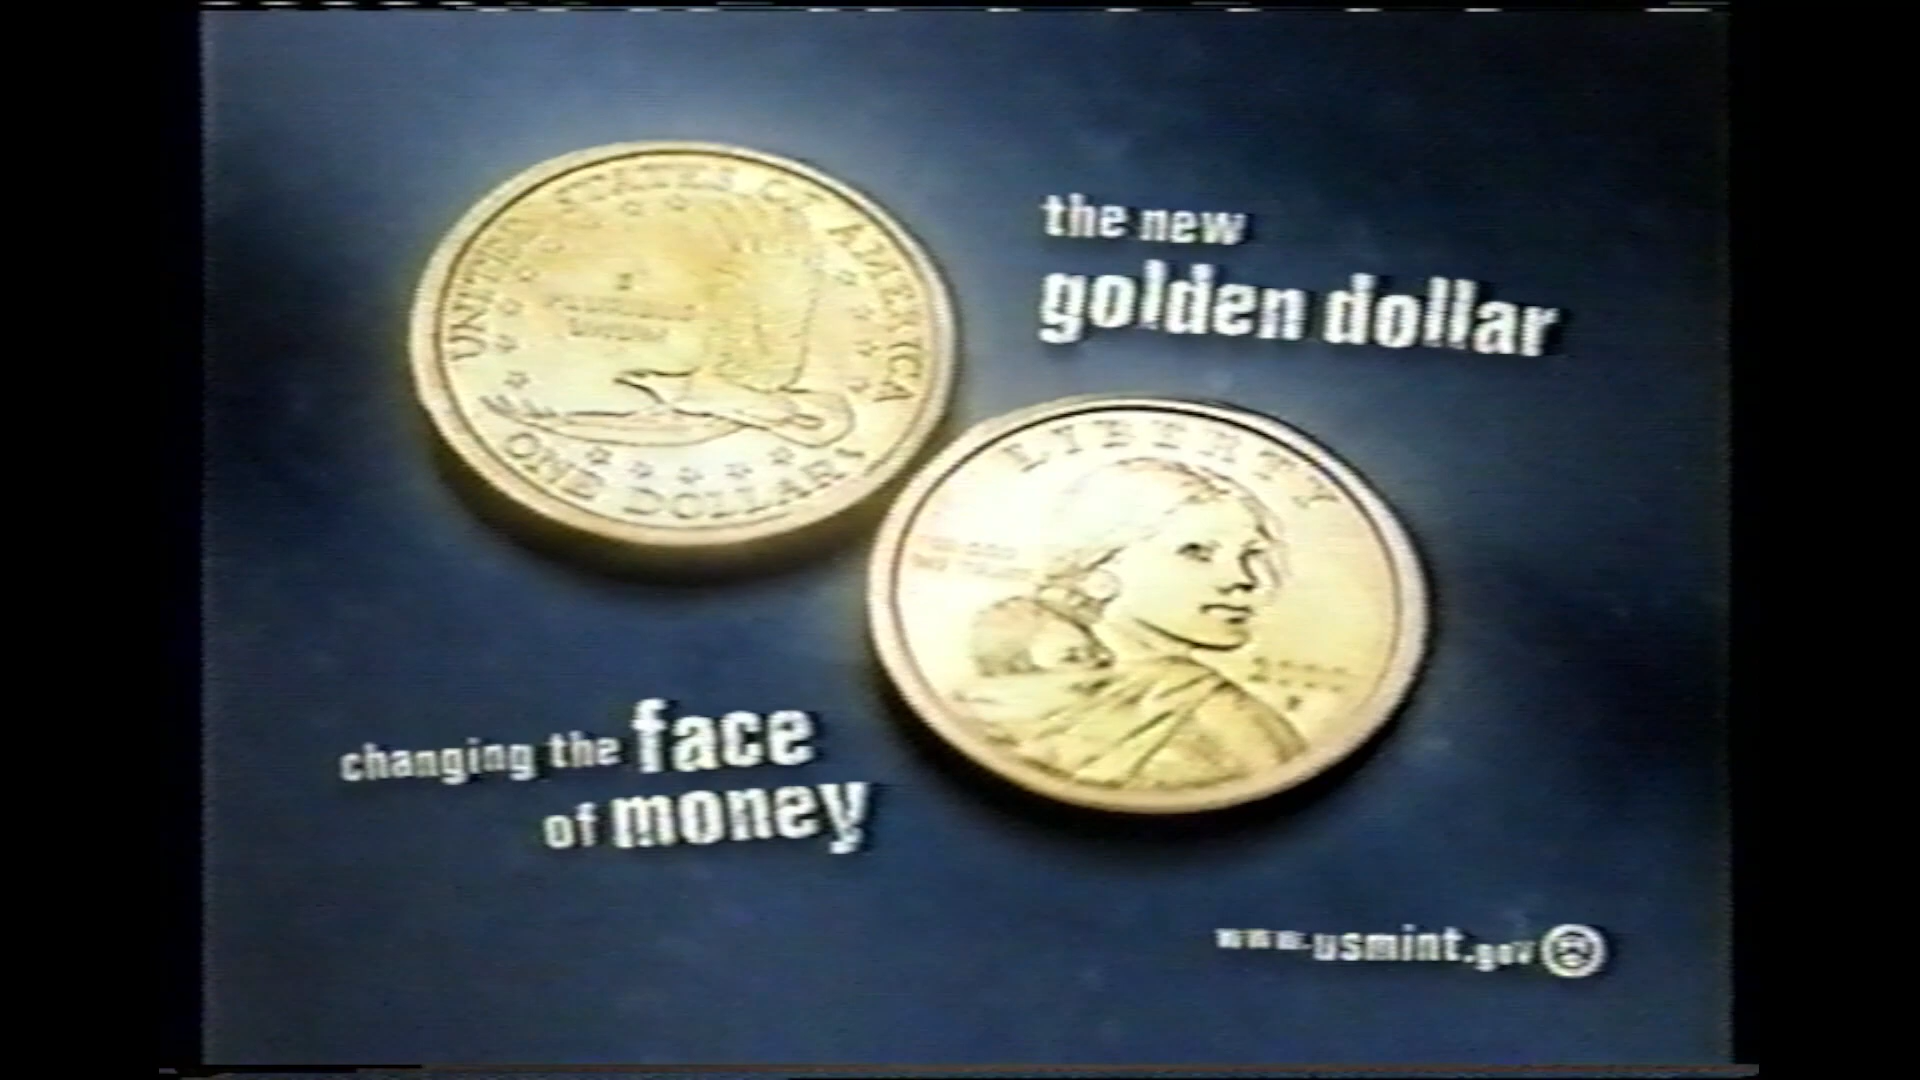 UNITED STATES OF AMERICA
ONE DOLLAR
the new
golden dollar
LIBERTY
2000
changing the face
of money
www.usmint.gov